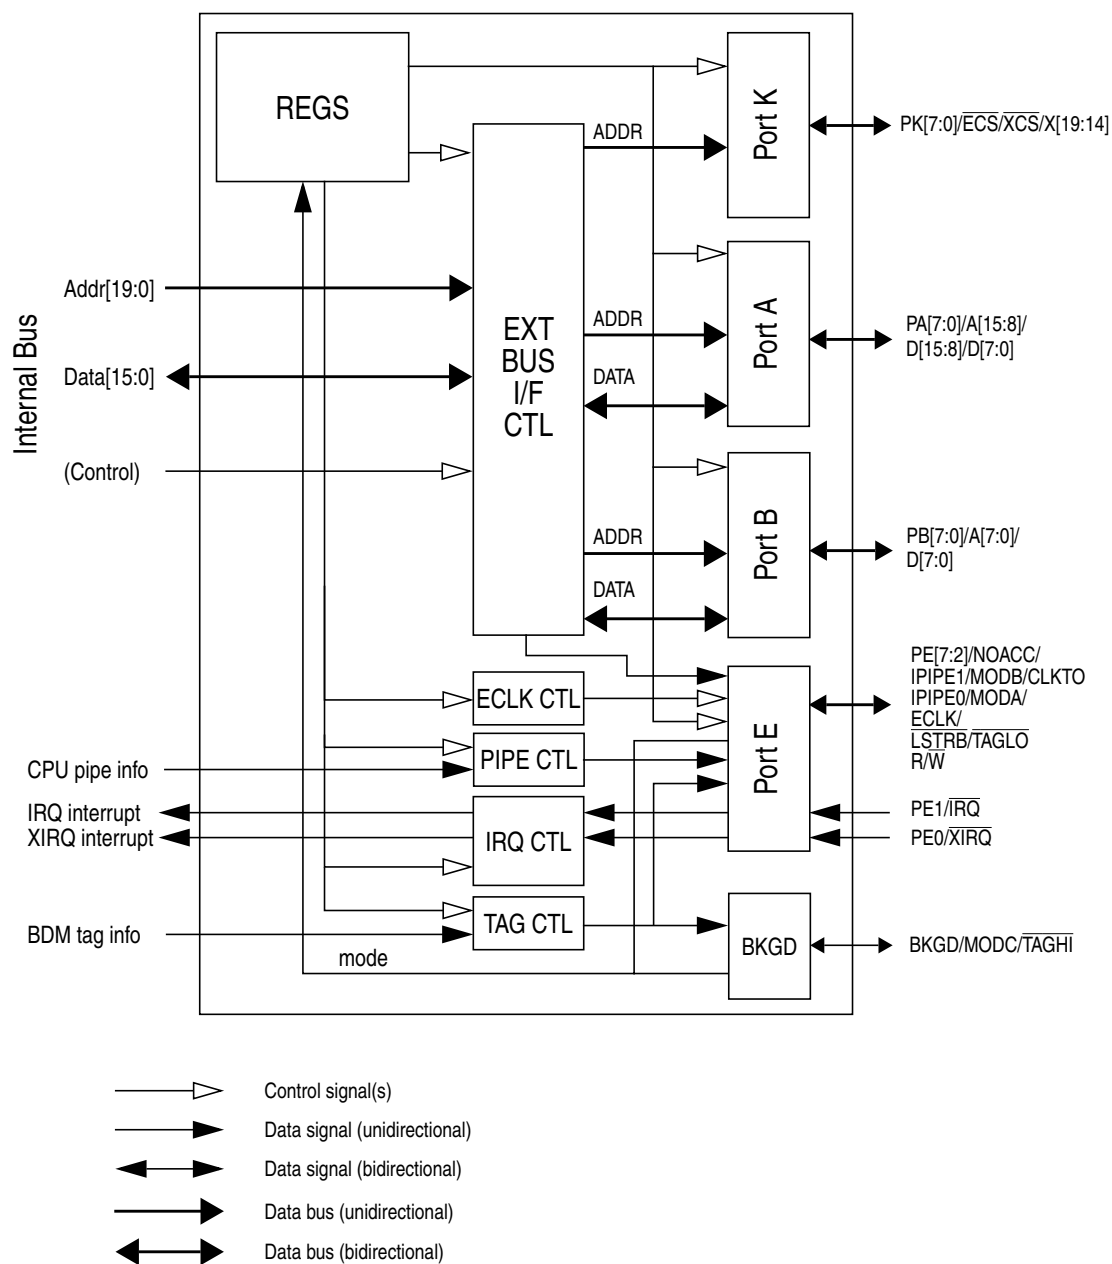 REGS
Port K
PK[7:0]/ECS/XCS/X[19:14]
ADDR
Internal Bus
Addr[19:0]
Data[15:0]
(Control)
EXT
BUS
I/F
CTL
ADDR
DATA
Port A
PA[7:0]/A[15:8]/
D[15:8]/D[7:0]
ADDR
DATA
Port B
PB[7:0]/A[7:0]/
D[7:0]
ECLK CTL
PIPE CTL
IRQ CTL
TAG CTL
Port E
PE[7:2]/NOACC/
IPIPE1/MODB/CLKTO
IPIPE0/MODA/
ECLK/
LSTRB/TAGLO
R/W
CPU pipe info
IRQ interrupt
XIRQ interrupt
PE1/IRQ
PE0/XIRQ
BDM tag info
mode
BKGD
BKGD/MODC/TAGHI
Control signal(s)
Data signal (unidirectional)
Data signal (bidirectional)
Data bus (unidirectional)
Data bus (bidirectional)